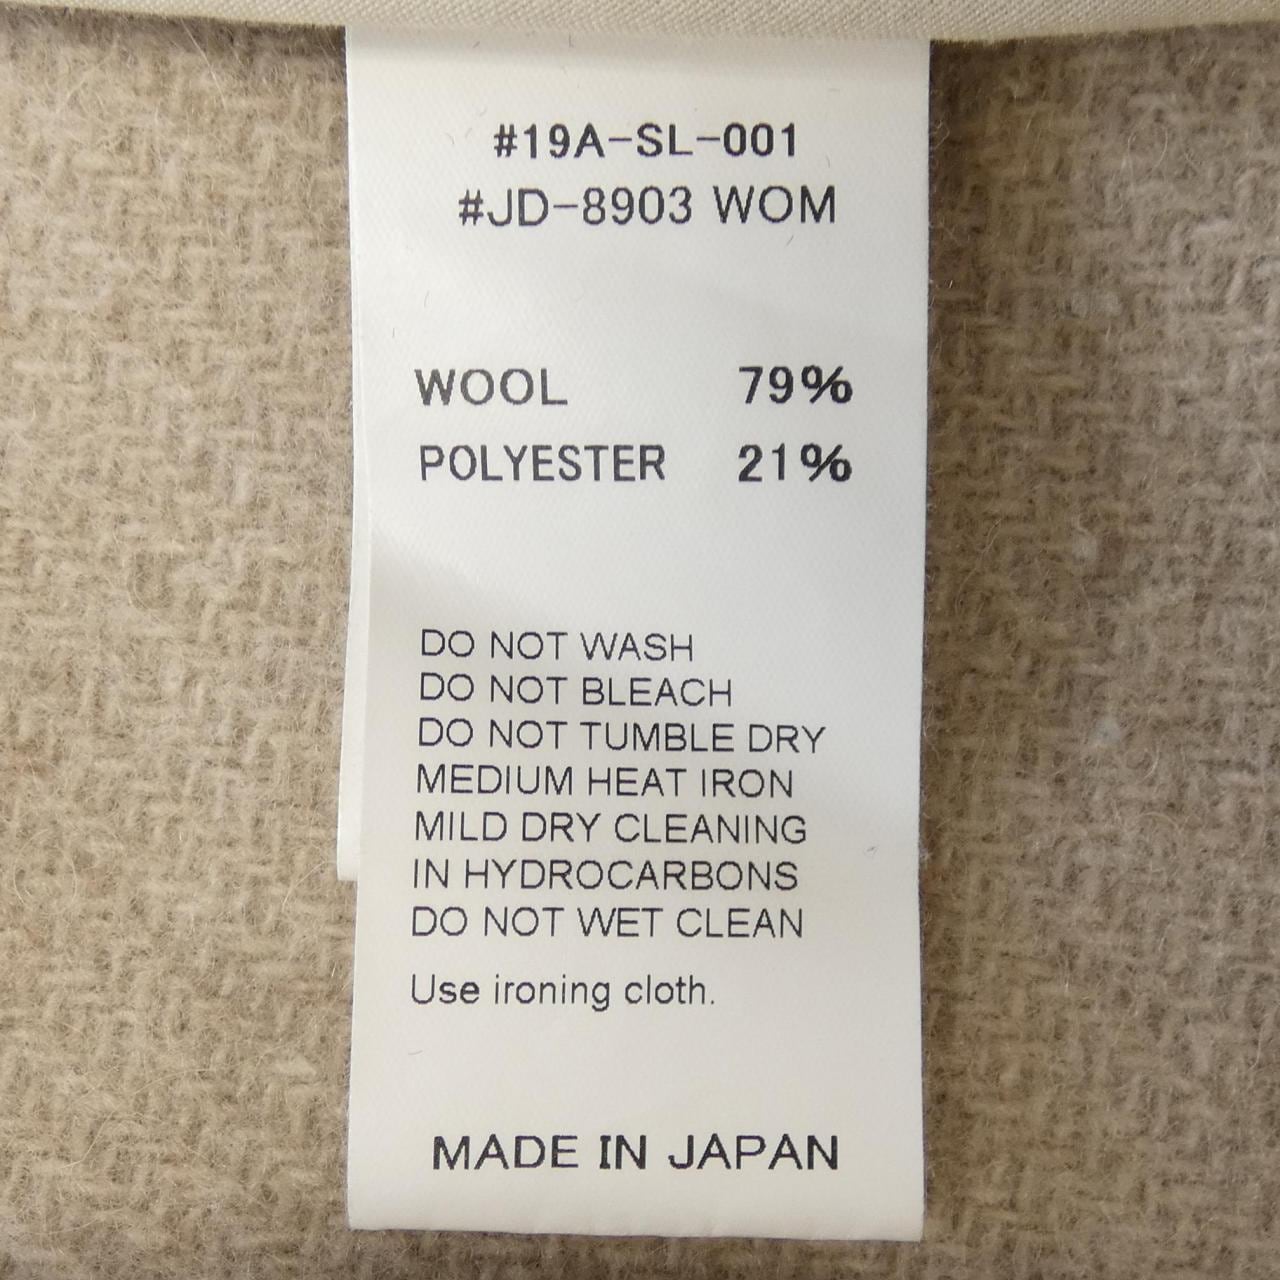 #19A-SL-001
#JD-8903 WOM
WOOL 79%
POLYESTER 21%
DO NOT WASH
DO NOT BLEACH
DO NOT TUMBLE DRY
MEDIUM HEAT IRON
MILD DRY CLEANING
IN HYDROCARBONS
DO NOT WET CLEAN
Use ironing cloth.
MADE IN JAPAN